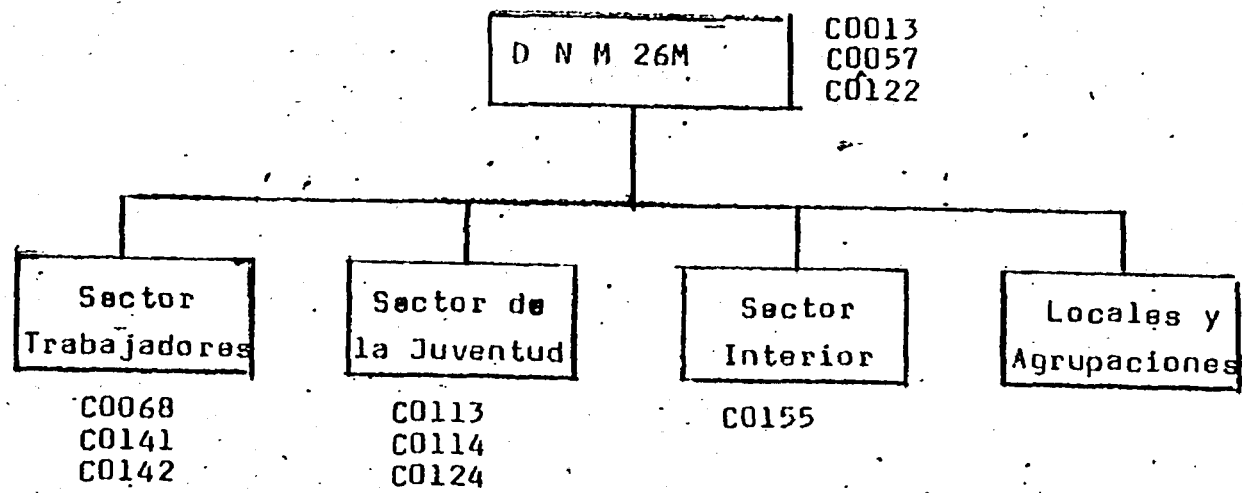 D N M 26M
C0013
C0057
C0122
Sector
Trabajadores
C0068
C0141
C0142
Sector de
la Juventud
C0113
C0114
C0124
Sector
Interior
C0155
Locales y
Agrupaciones